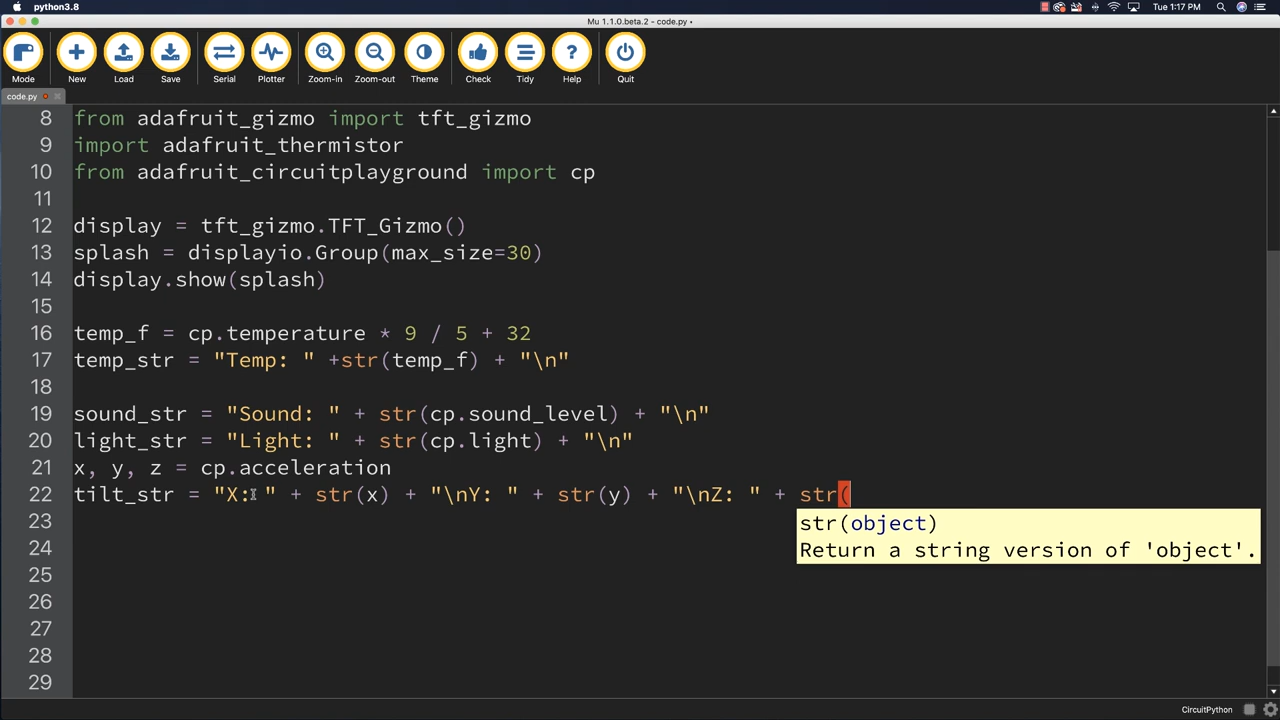 python3.8
Tue 1:17 PM
Mu 1.1.0.beta.2 - code.py •
Mode New Load Save Serial Plotter Zoom-in Zoom-out Theme Check Tidy Help Quit
code.py
8 from adafruit_gizmo import tft_gizmo
9 import adafruit_thermistor
10 from adafruit_circuitplayground import cp
11
12 display = tft_gizmo.TFT_Gizmo()
13 splash = displayio.Group(max_size=30)
14 display.show(splash)
15
16 temp_f = cp.temperature * 9 / 5 + 32
17 temp_str = "Temp: " +str(temp_f) + "\n"
18
19 sound_str = "Sound: " + str(cp.sound_level) + "\n"
20 light_str = "Light: " + str(cp.light) + "\n"
21 x, y, z = cp.acceleration
22 tilt_str = "X: " + str(x) + "\nY: " + str(y) + "\nZ: " + str(
23 str(object)
24 Return a string version of 'object'.
25
26
27
28
29
CircuitPython